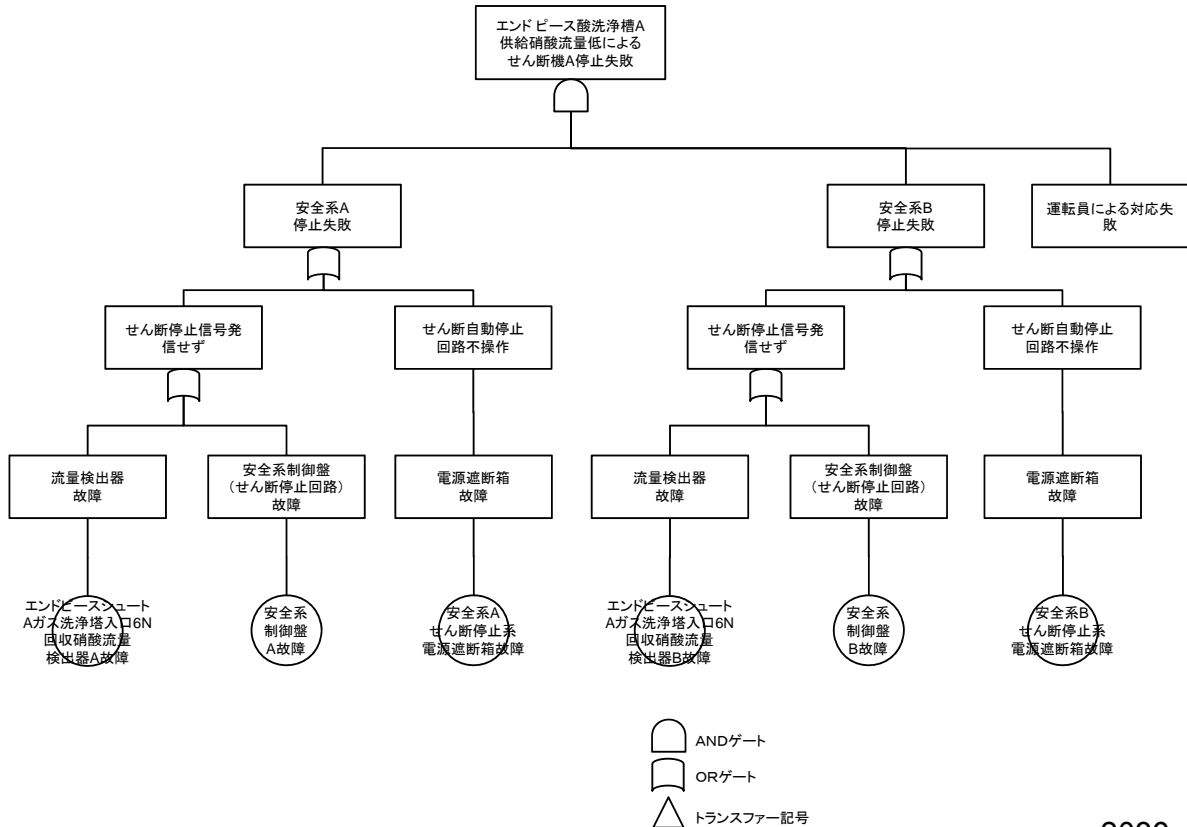 エンドピース酸洗浄槽A
供給硝酸流量低による
せん断機A停止失敗
安全系A
停止失敗
安全系B
停止失敗
運転員による対応失
敗
せん断停止信号発
信せず
せん断自動停止
回路不操作
せん断停止信号発
信せず
せん断自動停止
回路不操作
流量検出器
故障
安全系制御盤
（せん断停止回路）
故障
電源遮断箱
故障
流量検出器
故障
安全系制御盤
（せん断停止回路）
故障
電源遮断箱
故障
エンドピースシュート
Aガス洗浄塔入口6N
回収硝酸流量
検出器A故障
安全系
制御盤
A故障
安全系A
せん断停止系
電源遮断箱故障
エンドピースシュート
Aガス洗浄塔入口6N
回収硝酸流量
検出器B故障
安全系
制御盤
B故障
安全系B
せん断停止系
電源遮断箱故障
ANDゲート
ORゲート
トランスファー記号